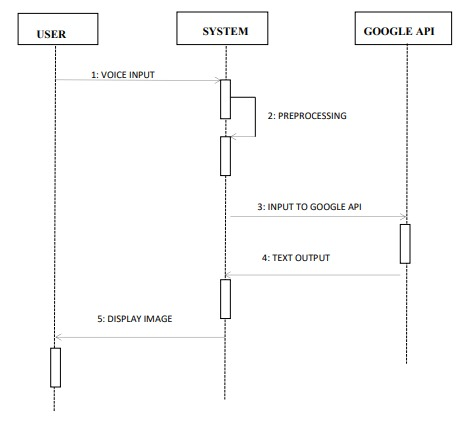 USER
SYSTEM
GOOGLE API
1: VOICE INPUT
2: PREPROCESSING
3: INPUT TO GOOGLE API
4: TEXT OUTPUT
5: DISPLAY IMAGE